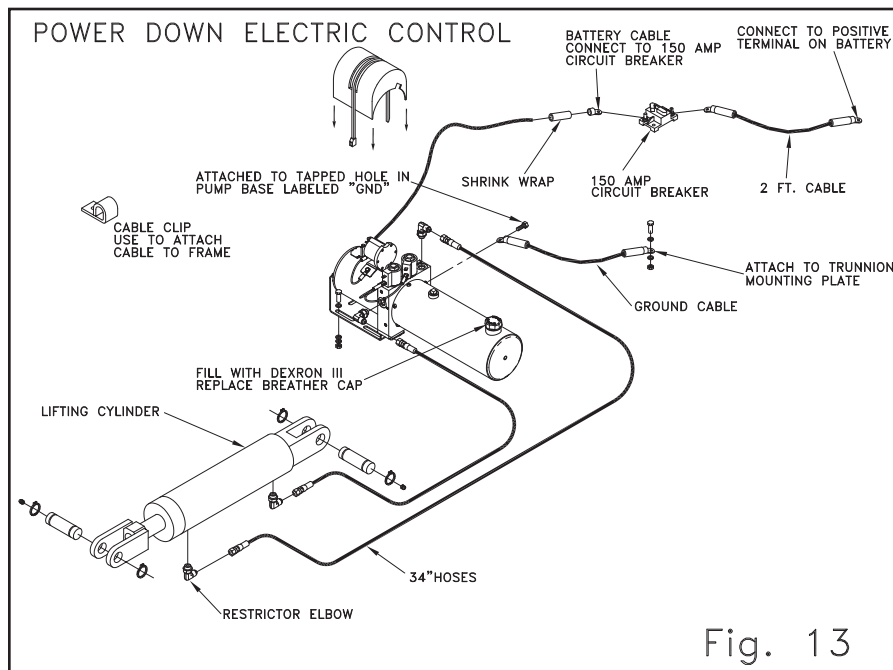 POWER DOWN ELECTRIC CONTROL
BATTERY CABLE
CONNECT TO 150 AMP
CIRCUIT BREAKER
CONNECT TO POSITIVE
TERMINAL ON BATTERY
ATTACHED TO TAPPED HOLE IN
PUMP BASE LABELED "GND"
SHRINK WRAP
150 AMP
CIRCUIT BREAKER
2 FT. CABLE
CABLE CLIP
USE TO ATTACH
CABLE TO FRAME
ATTACH TO TRUNNION
MOUNTING PLATE
GROUND CABLE
FILL WITH DEXRON III
REPLACE BREATHER CAP
LIFTING CYLINDER
34"HOSES
RESTRICTOR ELBOW
Fig. 13